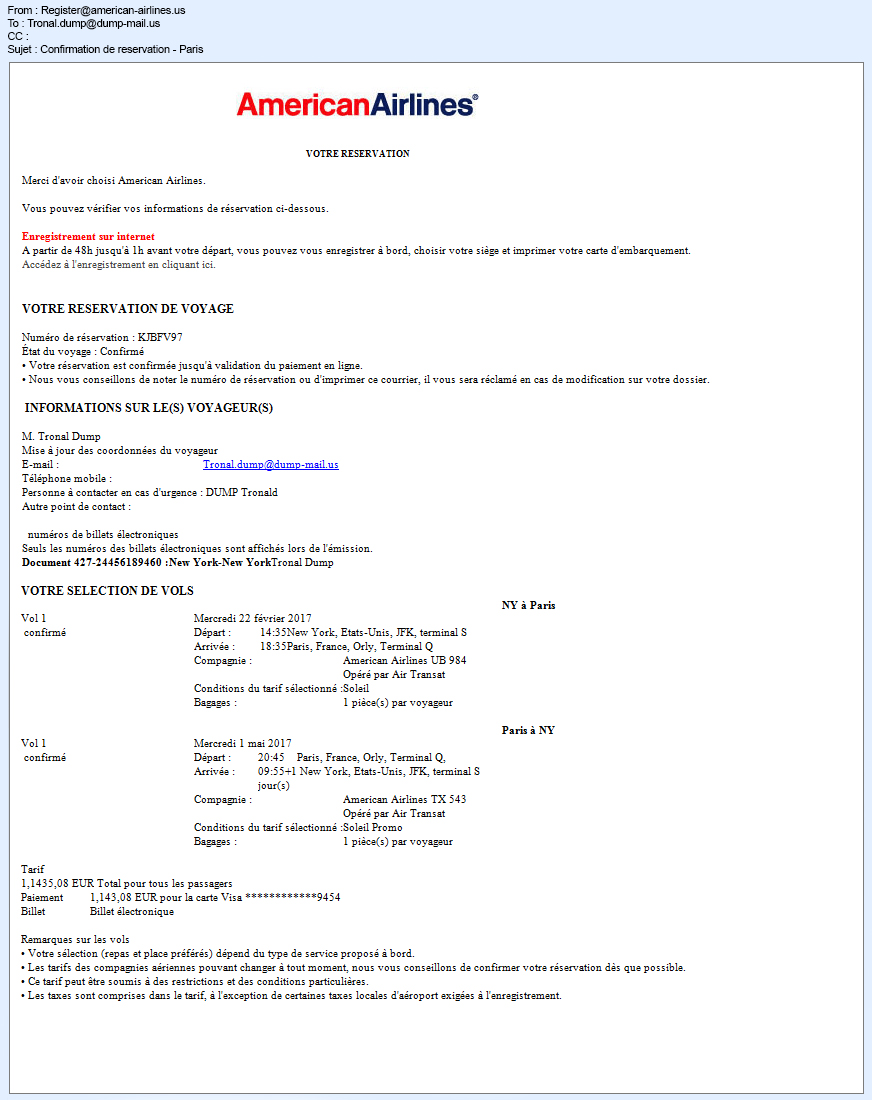 From : Register@american-airlines.us
To : Tronal.dump@dump-mail.us
CC :
Sujet : Confirmation de reservation - Paris
AmericanAirlines®
VOTRE RESERVATION
Merci d'avoir choisi American Airlines.
Vous pouvez vérifier vos informations de réservation ci-dessous.
Enregistrement sur internet
A partir de 48h jusqu'à 1h avant votre départ, vous pouvez vous enregistrer à bord, choisir votre siège et imprimer votre carte d'embarquement.
Accédez à l'enregistrement en cliquant ici.
VOTRE RESERVATION DE VOYAGE
Numéro de réservation : KJBFV97
État du voyage : Confirmé
• Votre réservation est confirmée jusqu'à validation du paiement en ligne.
• Nous vous conseillons de noter le numéro de réservation ou d'imprimer ce courrier, il vous sera réclamé en cas de modification sur votre dossier.
INFORMATIONS SUR LE(S) VOYAGEUR(S)
M. Tronal Dump
Mise à jour des coordonnées du voyageur
E-mail : Tronal.dump@dump-mail.us
Téléphone mobile :
Personne à contacter en cas d'urgence : DUMP Tronald
Autre point de contact :
numéros de billets électroniques
Seuls les numéros des billets électroniques sont affichés lors de l'émission.
Document 427-24456189460 :New York-New YorkTronal Dump
VOTRE SELECTION DE VOLS
NY à Paris
Vol 1 Mercredi 22 février 2017
confirmé Départ : 14:35New York, Etats-Unis, JFK, terminal S
Arrivée : 18:35Paris, France, Orly, Terminal Q
Compagnie : American Airlines UB 984
Opéré par Air Transat
Conditions du tarif sélectionné :Soleil
Bagages : 1 pièce(s) par voyageur
Paris à NY
Vol 1 Mercredi 1 mai 2017
confirmé Départ : 20:45 Paris, France, Orly, Terminal Q,
Arrivée : 09:55+1 New York, Etats-Unis, JFK, terminal S
jour(s)
Compagnie : American Airlines TX 543
Opéré par Air Transat
Conditions du tarif sélectionné :Soleil Promo
Bagages : 1 pièce(s) par voyageur
Tarif
1,1435,08 EUR Total pour tous les passagers
Paiement 1,143,08 EUR pour la carte Visa ************9454
Billet Billet électronique
Remarques sur les vols
• Votre sélection (repas et place préférés) dépend du type de service proposé à bord.
• Les tarifs des compagnies aériennes pouvant changer à tout moment, nous vous conseillons de confirmer votre réservation dès que possible.
• Ce tarif peut être soumis à des restrictions et des conditions particulières.
• Les taxes sont comprises dans le tarif, à l'exception de certaines taxes locales d'aéroport exigées à l'enregistrement.